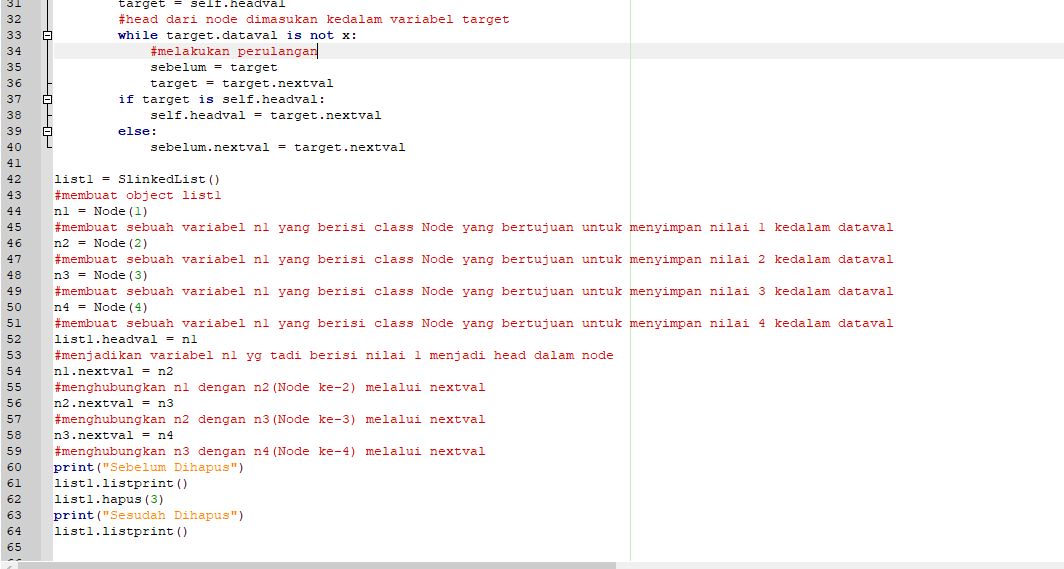 31 target = self.headval
32 #head dari node dimasukan kedalam variabel target
33 while target.dataval is not x:
34 #melakukan perulangan
35 sebelum = target
36 target = target.nextval
37 if target is self.headval:
38 self.headval = target.nextval
39 else:
40 sebelum.nextval = target.nextval
41
42 list1 = SlinkedList()
43 #membuat object list1
44 n1 = Node(1)
45 #membuat sebuah variabel n1 yang berisi class Node yang bertujuan untuk menyimpan nilai 1 kedalam dataval
46 n2 = Node(2)
47 #membuat sebuah variabel n1 yang berisi class Node yang bertujuan untuk menyimpan nilai 2 kedalam dataval
48 n3 = Node(3)
49 #membuat sebuah variabel n1 yang berisi class Node yang bertujuan untuk menyimpan nilai 3 kedalam dataval
50 n4 = Node(4)
51 #membuat sebuah variabel n1 yang berisi class Node yang bertujuan untuk menyimpan nilai 4 kedalam dataval
52 list1.headval = n1
53 #menjadikan variabel n1 yg tadi berisi nilai 1 menjadi head dalam node
54 n1.nextval = n2
55 #menghubungkan n1 dengan n2(Node ke-2) melalui nextval
56 n2.nextval = n3
57 #menghubungkan n2 dengan n3(Node ke-3) melalui nextval
58 n3.nextval = n4
59 #menghubungkan n3 dengan n4(Node ke-4) melalui nextval
60 print("Sebelum Dihapus")
61 list1.listprint()
62 list1.hapus(3)
63 print("Sesudah Dihapus")
64 list1.listprint()
65